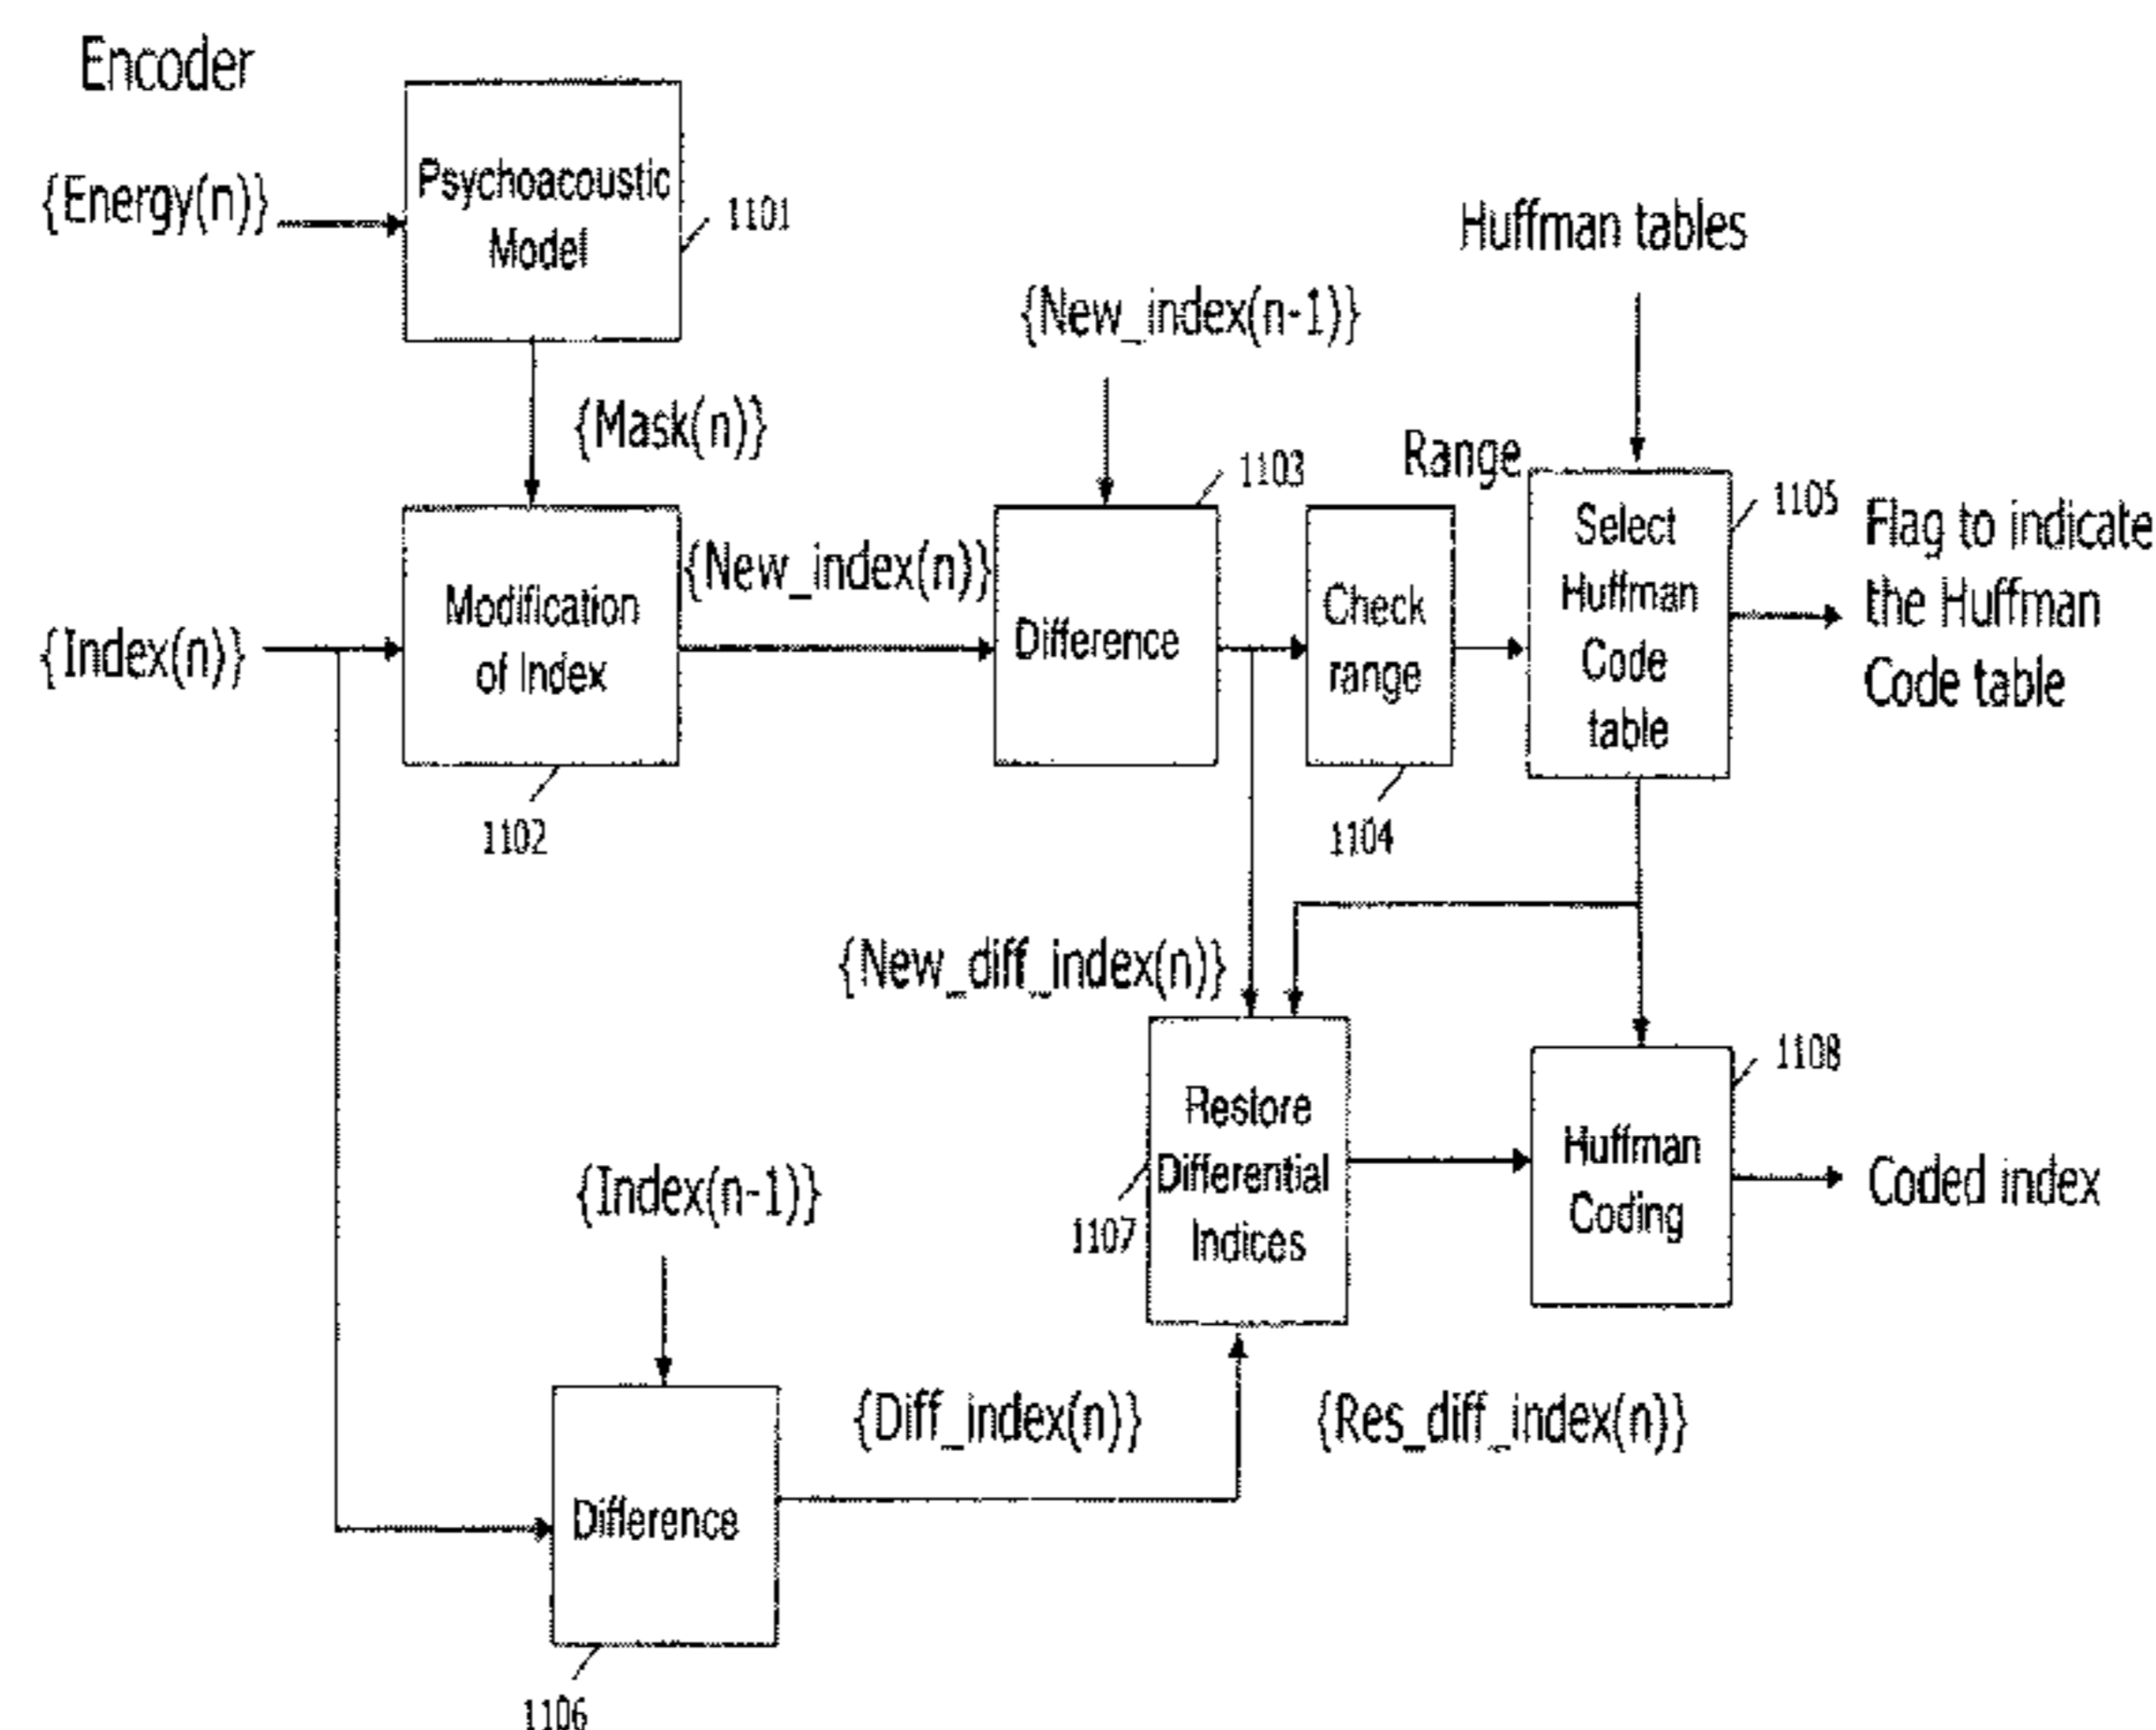 Encoder
{Energy(n)}
Psychoacoustic
Model
1101
Huffman tables
{New_index(n-1)}
{Mask(n)}
Range
1103
Modification
of Index
1102
{Index(n)}
{New_index(n)}
Difference
Check
range
1104
Select
Huffman
Code
table
1105
Flag to indicate
the Huffman
Code table
{New_diff_index(n)}
Restore
Differential
Indices
1107
Huffman
Coding
1108
Coded index
{Index(n-1)}
{Diff_index(n)}
{Res_diff_index(n)}
Difference
1106